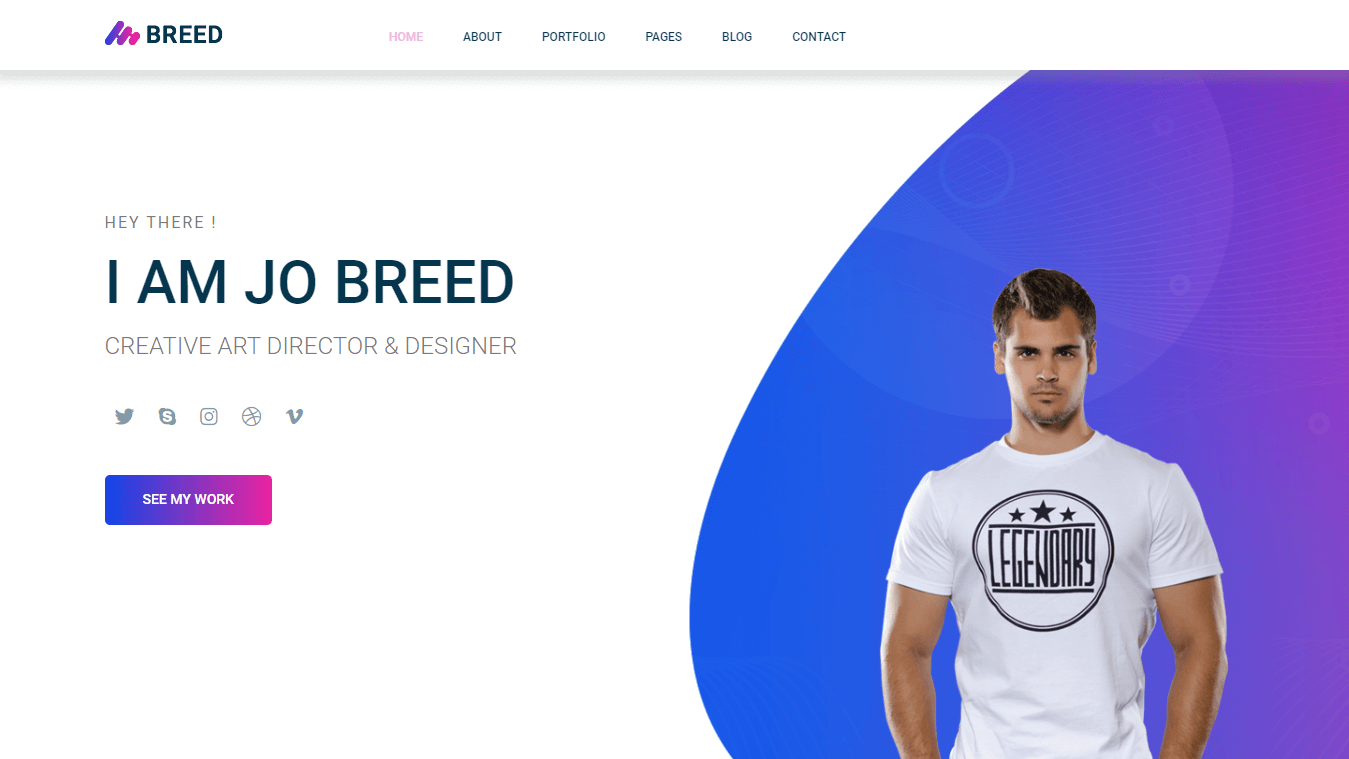 BREED
HOME ABOUT PORTFOLIO PAGES BLOG CONTACT
HEY THERE !
I AM JO BREED
CREATIVE ART DIRECTOR & DESIGNER
SEE MY WORK
LEGENDARY